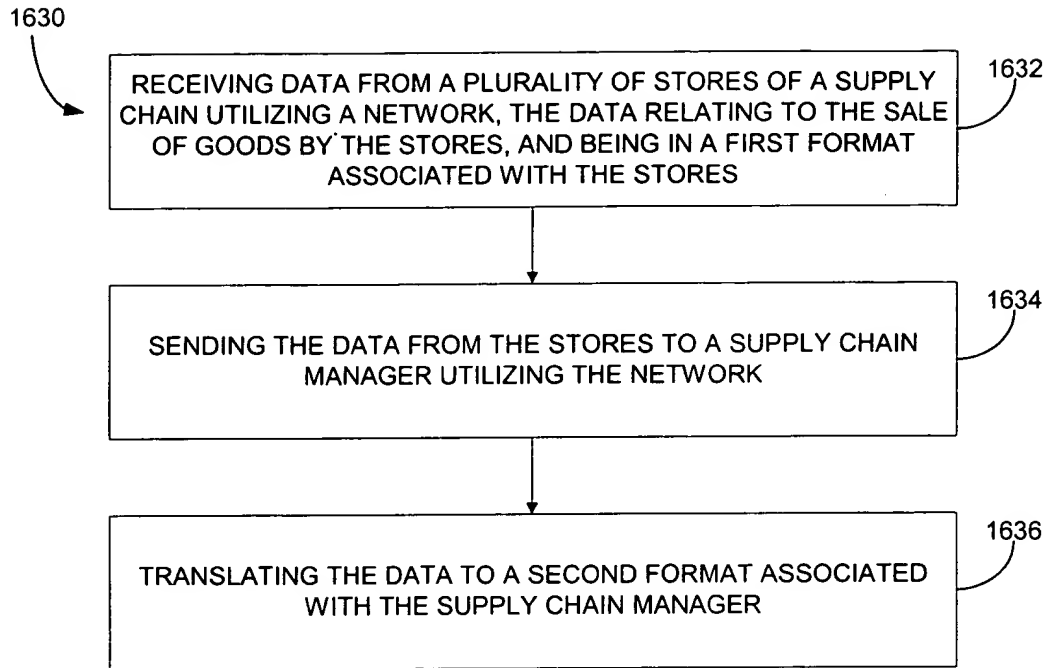 1630
RECEIVING DATA FROM A PLURALITY OF STORES OF A SUPPLY
CHAIN UTILIZING A NETWORK, THE DATA RELATING TO THE SALE
OF GOODS BY THE STORES, AND BEING IN A FIRST FORMAT
ASSOCIATED WITH THE STORES
1632
SENDING THE DATA FROM THE STORES TO A SUPPLY CHAIN
MANAGER UTILIZING THE NETWORK
1634
TRANSLATING THE DATA TO A SECOND FORMAT ASSOCIATED
WITH THE SUPPLY CHAIN MANAGER
1636